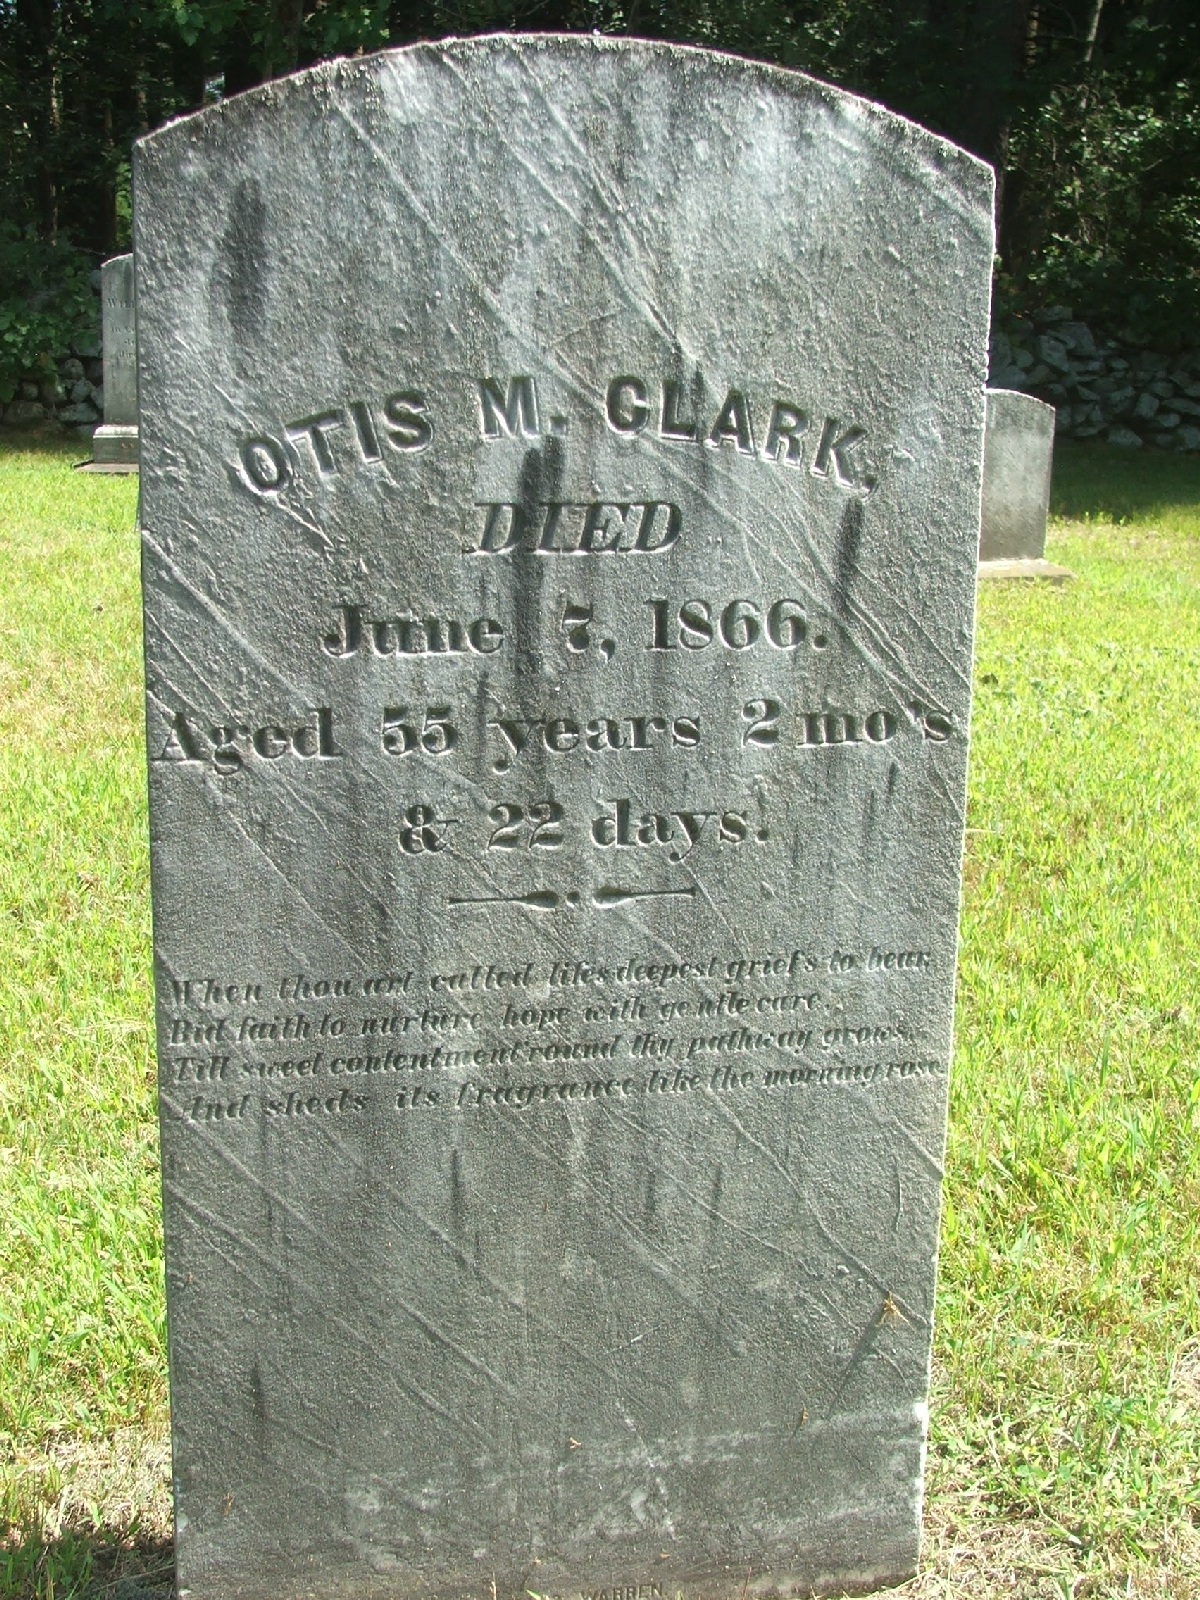 OTIS M. CLARK,
DIED
June 7, 1866.
Aged 55 years 2 mo's
& 22 days.
When thou art called lifes deepest griefs to bear,
Bid faith to nurture hope with gentle care.
Till sweet contentment round thy pathway grows,
And sheds its fragrance like the morning rose
WARREN.